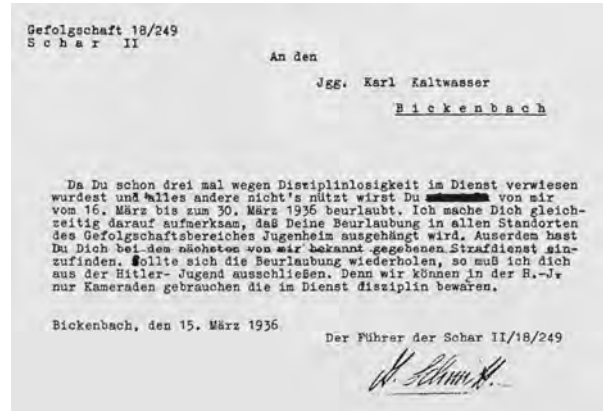 Gefolgschaft 18/249
S c h a r   II
An den
Jgg. Karl Kaltwasser
B i c k e n b a c h
Da Du schon drei mal wegen Disziplinlosigkeit im Dienst verwiesen
wurdest und alles andere nicht's nützt wirst Du von mir
vom 16. März bis zum 30. März 1936 beurlaubt. Ich mache Dich gleich-
zeitig darauf aufmerksam, daß Deine Beurlaubung in allen Standorten
des Gefolgschaftsbereiches Jugenheim ausgehängt wird. Auserdem hast
Du Dich bei dem nächsten von mir bekannt gegebenen Strafdienst ein-
zufinden. Sollte sich die Beurlaubung wiederholen, so muß ich dich
aus der Hitler- Jugend ausschließen. Denn wir können in der H.-J.
nur Kameraden gebrauchen die im Dienst disziplin bewaren.
Bickenbach, den 15. März 1936
Der Führer der Schar II/18/249